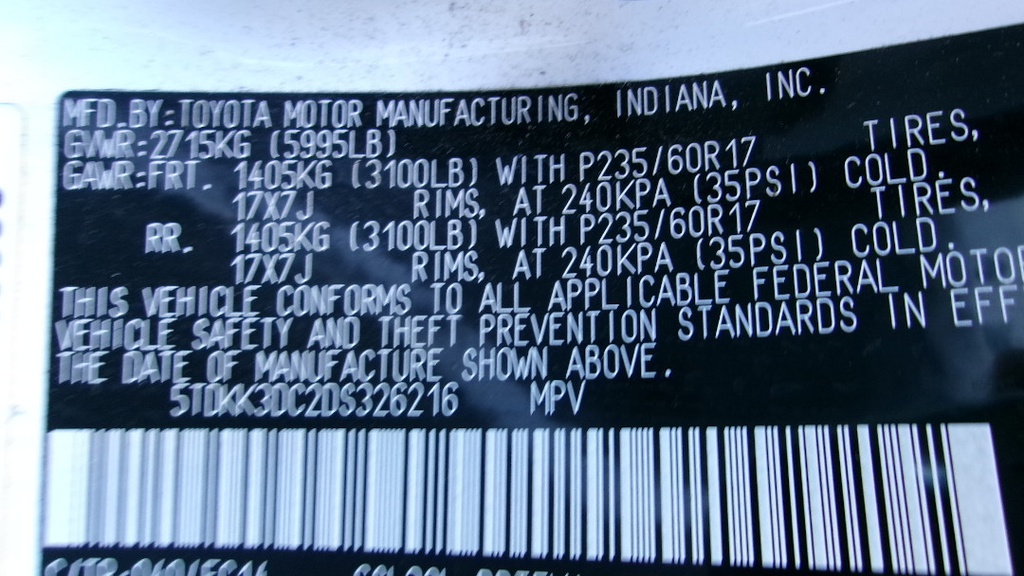 MFD.BY:TOYOTA MOTOR MANUFACTURING, INDIANA, INC.
GVWR:2715KG (5995LB)
GAWR:FRT. 1405KG (3100LB) WITH P235/60R17 TIRES,
17X7J RIMS, AT 240KPA (35PSI) COLD.
RR. 1405KG (3100LB) WITH P235/60R17 TIRES,
17X7J RIMS, AT 240KPA (35PSI) COLD.
THIS VEHICLE CONFORMS TO ALL APPLICABLE FEDERAL MOTOR
VEHICLE SAFETY AND THEFT PREVENTION STANDARDS IN EFF
THE DATE OF MANUFACTURE SHOWN ABOVE.
5TDKK3DC2DS326216 MPV